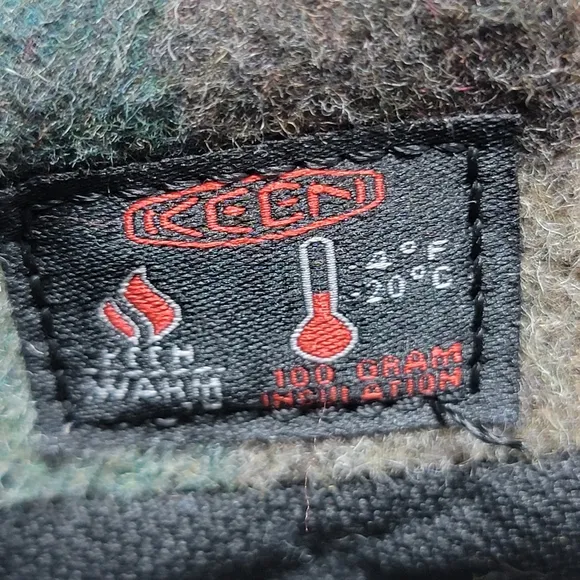 KEEN
-4°F
-20°C
KEEN
WARM
100 GRAM
INSULATION